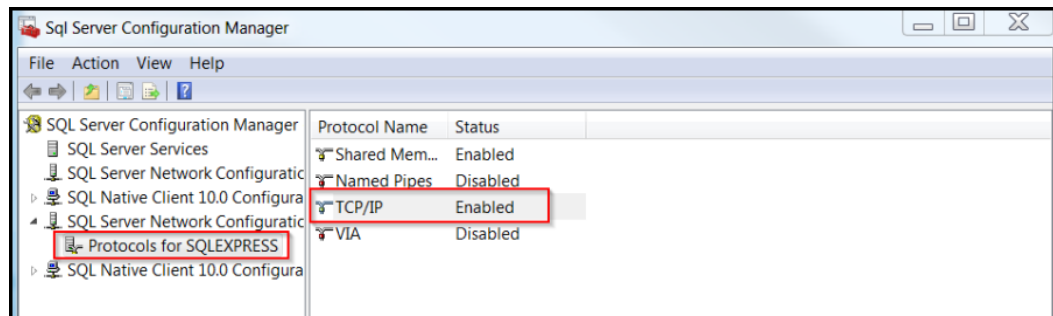 Sql Server Configuration Manager
File Action View Help
SQL Server Configuration Manager
SQL Server Services
SQL Server Network Configuratic
SQL Native Client 10.0 Configura
SQL Server Network Configuratic
Protocols for SQLEXPRESS
SQL Native Client 10.0 Configura
Protocol Name Status
Shared Mem... Enabled
Named Pipes Disabled
TCP/IP Enabled
VIA Disabled